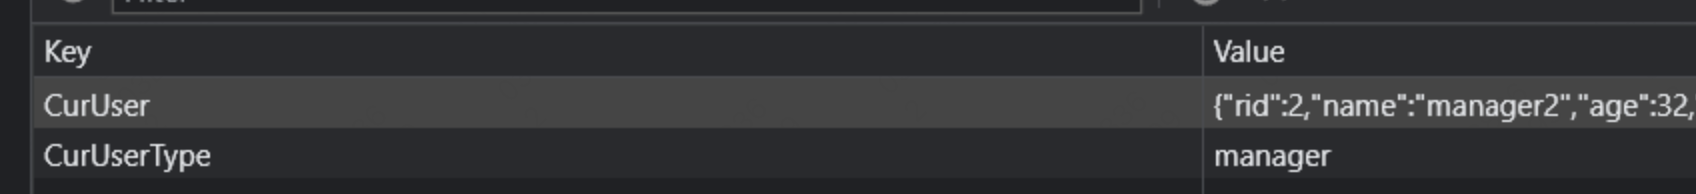 Key Value
CurUser {"rid":2,"name":"manager2","age":32,
CurUserType manager